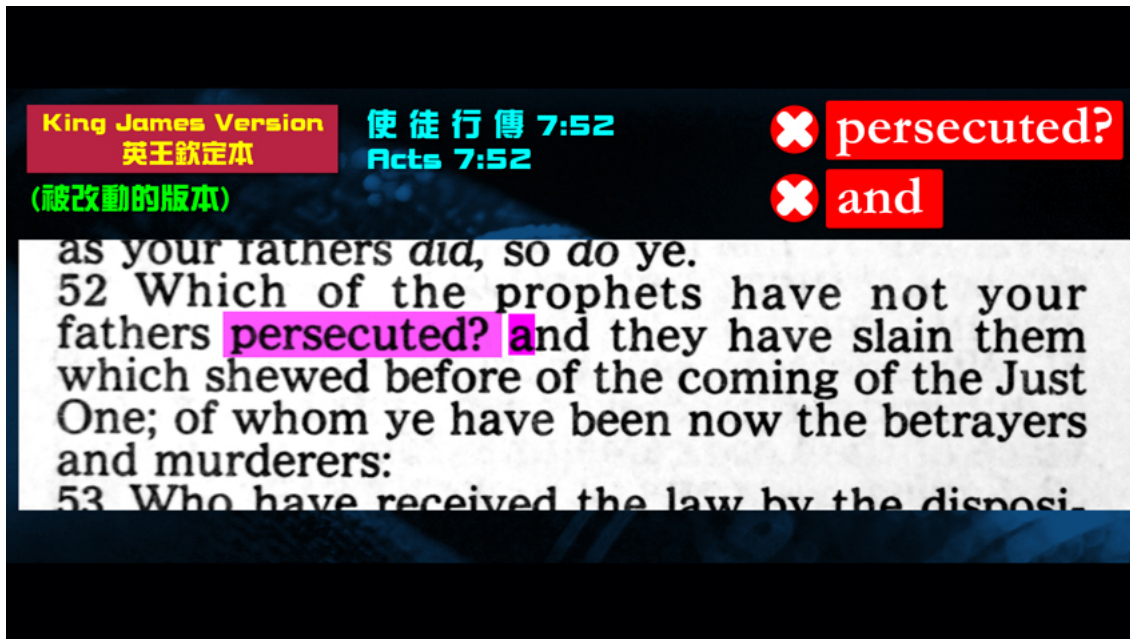 King James Version
英王欽定本
(被改動的版本)
使徒行傳 7:52
Acts 7:52
persecuted?
and
as your fathers did, so do ye.
52 Which of the prophets have not your
fathers persecuted? and they have slain them
which shewed before of the coming of the Just
One; of whom ye have been now the betrayers
and murderers:
53 Who have received the law by the disposi-